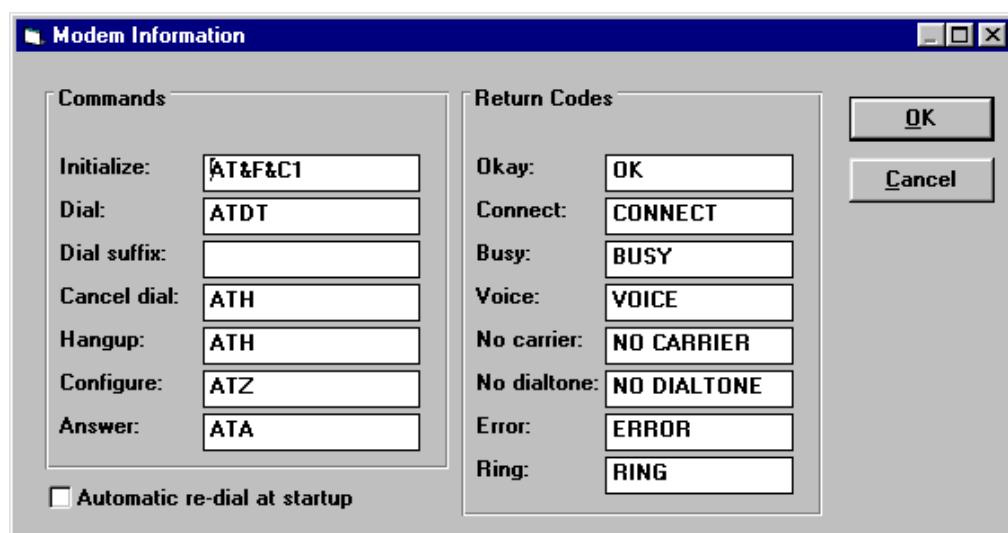 Modem Information
Commands
Initialize: AT&F&C1
Dial: ATDT
Dial suffix:
Cancel dial: ATH
Hangup: ATH
Configure: ATZ
Answer: ATA
Automatic re-dial at startup
Return Codes
Okay: OK
Connect: CONNECT
Busy: BUSY
Voice: VOICE
No carrier: NO CARRIER
No dialtone: NO DIALTONE
Error: ERROR
Ring: RING
OK
Cancel